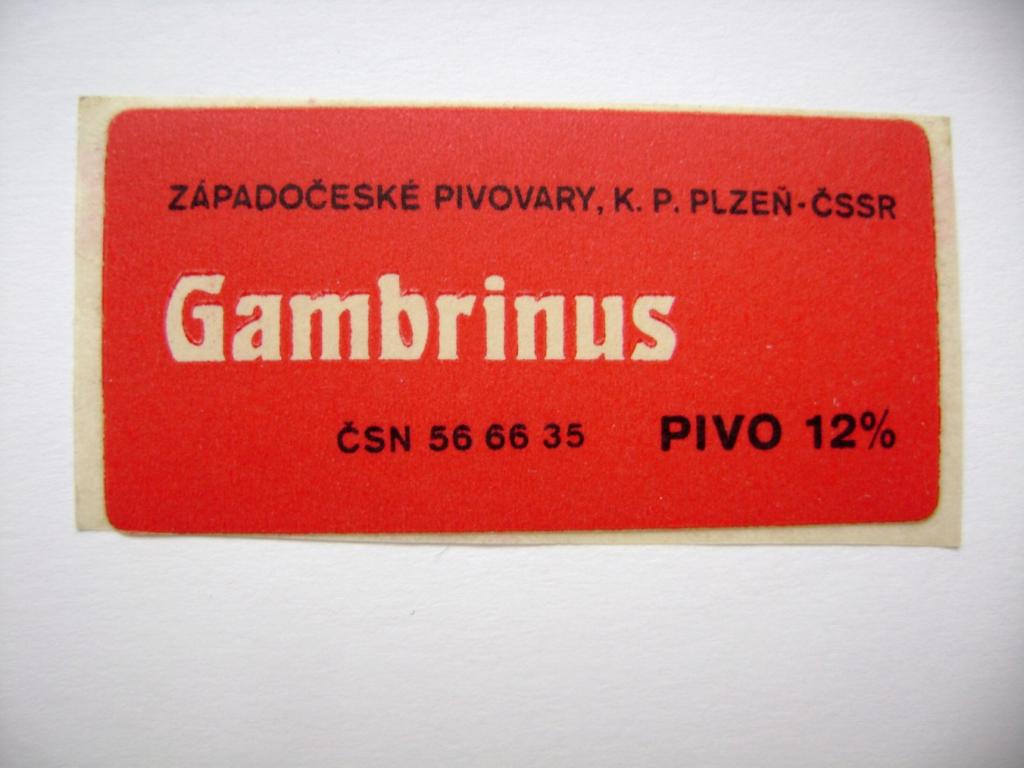 ZÁPADOČESKÉ PIVOVARY, K. P. PLZEŇ-ČSSR
Gambrinus
ČSN 56 66 35 PIVO 12%